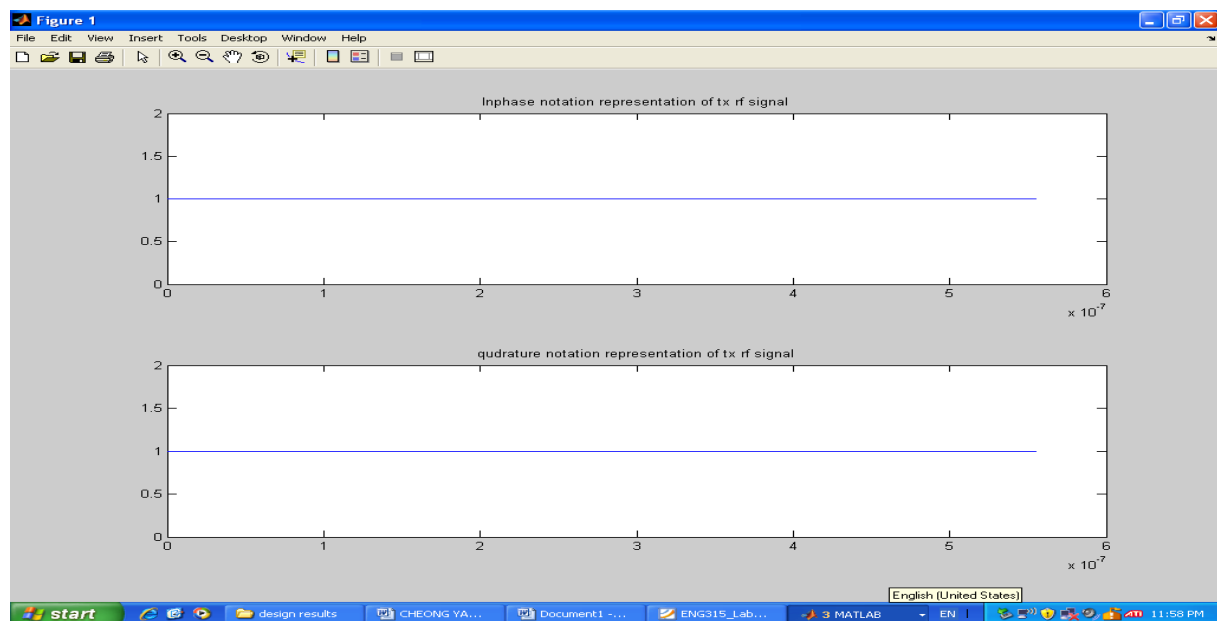 Figure 1
File Edit View Insert Tools Desktop Window Help
Inphase notation representation of tx rf signal
2
1.5
1
0.5
0
0 1 2 3 4 5 6
x 10-7
qudrature notation representation of tx rf signal
2
1.5
1
0.5
0
0 1 2 3 4 5 6
x 10-7
English (United States)
start design results CHEONG YA... Document1 -... ENG315_Lab... 3 MATLAB EN ATI 11:58 PM